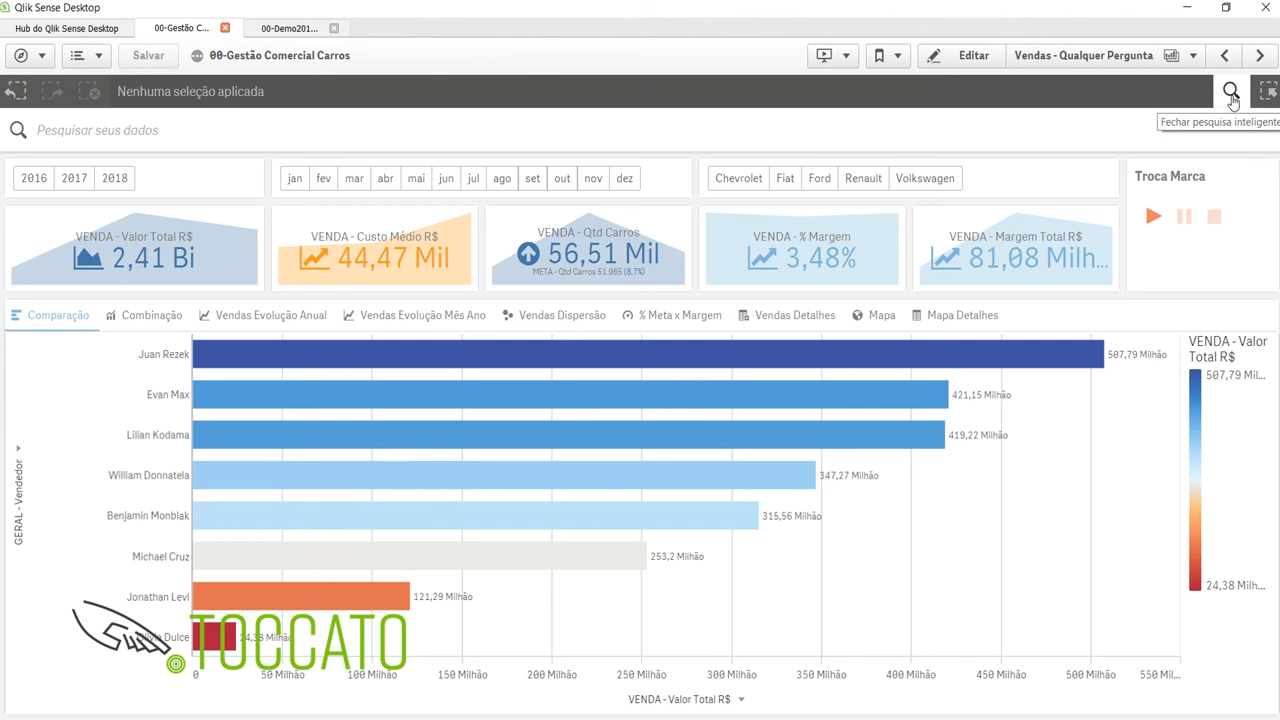 Qlik Sense Desktop
Hub do Qlik Sense Desktop
00-Gestão C...
00-Demo201...
Salvar
00-Gestão Comercial Carros
Editar
Vendas - Qualquer Pergunta
Nenhuma seleção aplicada
Fechar pesquisa inteligente
Pesquisar seus dados
2016 2017 2018
jan fev mar abr mai jun jul ago set out nov dez
Chevrolet Fiat Ford Renault Volkswagen
Troca Marca
VENDA - Valor Total R$
2,41 Bi
VENDA - Custo Médio R$
44,47 Mil
VENDA - Qtd Carros
56,51 Mil
META - Qtd Carros 51.965 (8,7%)
VENDA - % Margem
3,48%
VENDA - Margem Total R$
81,08 Milh...
Comparação
Combinação
Vendas Evolução Anual
Vendas Evolução Mês Ano
Vendas Dispersão
% Meta x Margem
Vendas Detalhes
Mapa
Mapa Detalhes
GERAL - Vendedor
Juan Rezek 507,79 Milhão
Evan Max 421,15 Milhão
Lilian Kodama 419,22 Milhão
William Donnatela 347,27 Milhão
Benjamin Monblak 315,56 Milhão
Michael Cruz 253,2 Milhão
Jonathan Levi 121,29 Milhão
Dulce 24,38 Milhão
0 50 Milhão 100 Milhão 150 Milhão 200 Milhão 250 Milhão 300 Milhão 350 Milhão 400 Milhão 450 Milhão 500 Milhão 550 Mil...
VENDA - Valor Total R$
VENDA - Valor
Total R$
507,79 Mil...
24,38 Milh...
TOCCATO